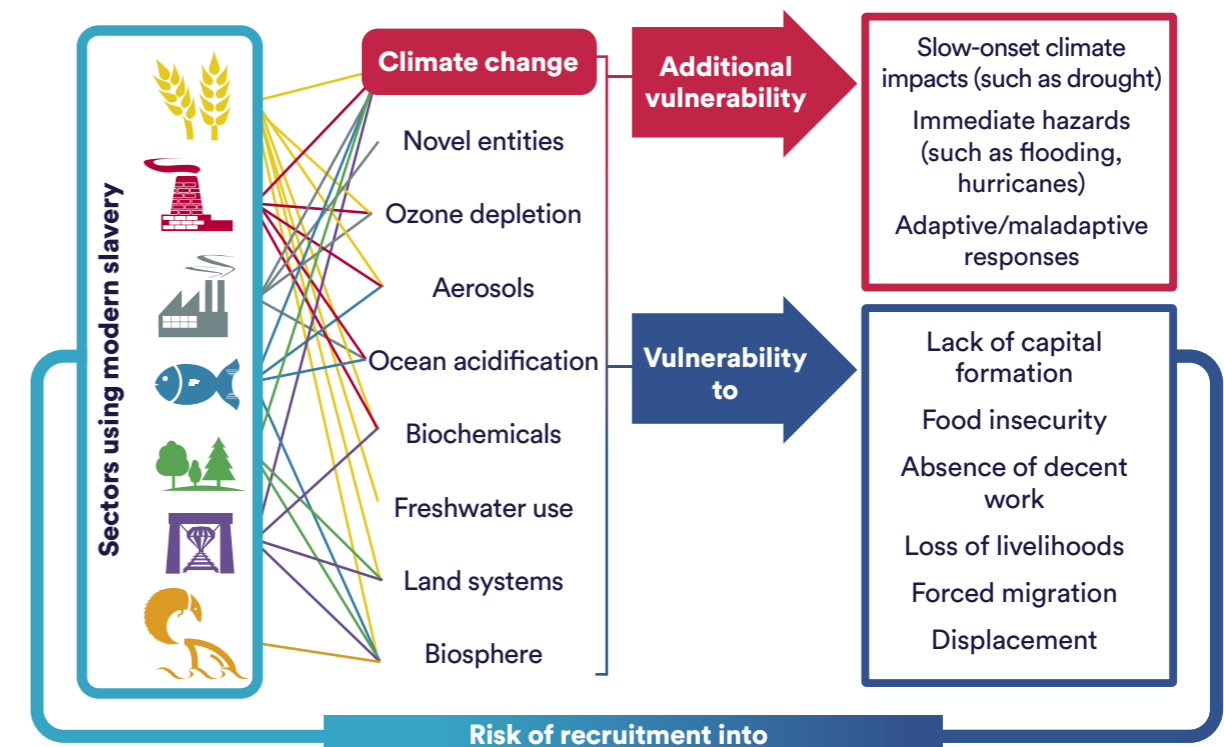 Sectors using modern slavery
Climate change
Novel entities
Ozone depletion
Aerosols
Ocean acidification
Biochemicals
Freshwater use
Land systems
Biosphere
Additional
vulnerability
Slow-onset climate
impacts (such as drought)
Immediate hazards
(such as flooding,
hurricanes)
Adaptive/maladaptive
responses
Vulnerability
to
Lack of capital
formation
Food insecurity
Absence of decent
work
Loss of livelihoods
Forced migration
Displacement
Risk of recruitment into